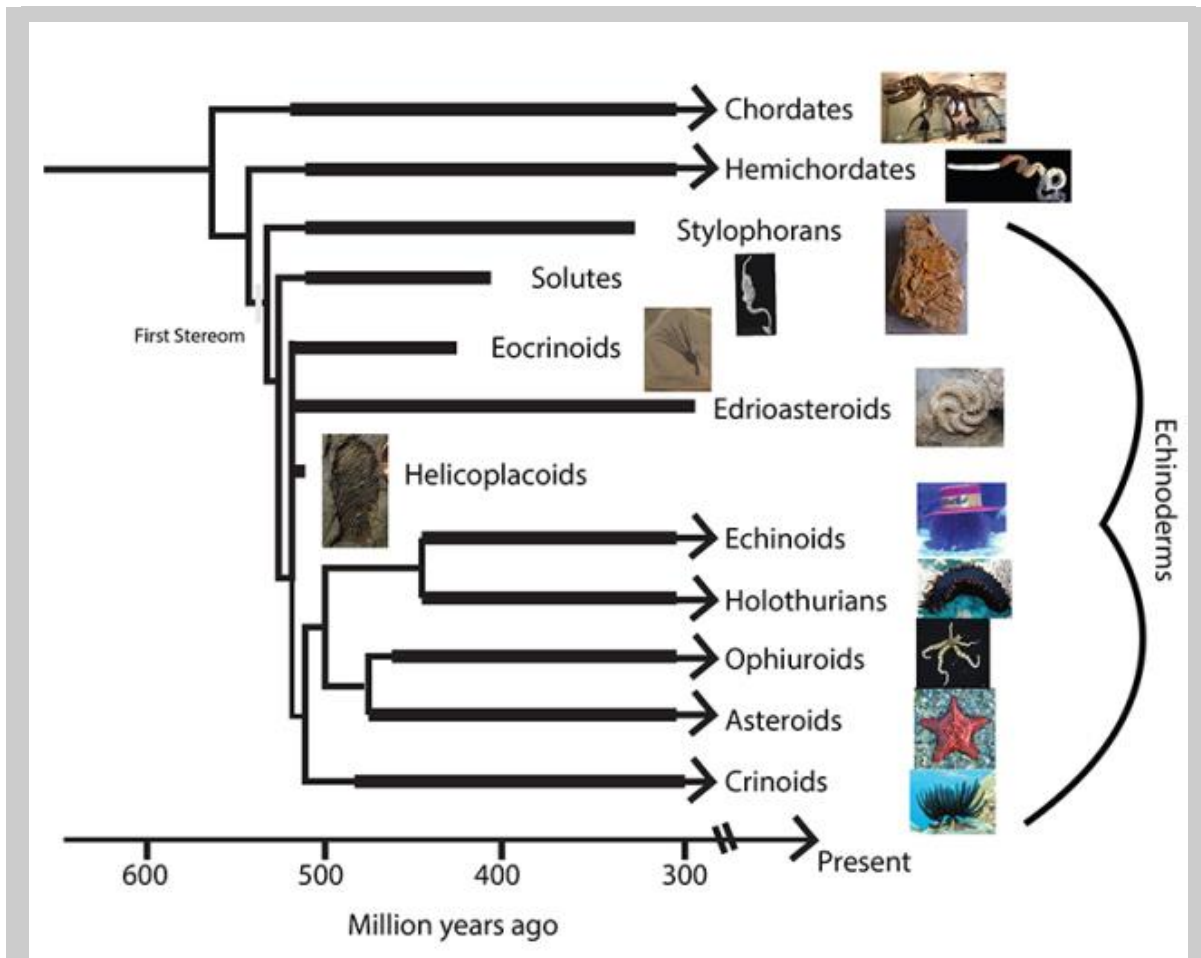 Chordates
Hemichordates
Stylophorans
Solutes
First Stereom
Eocrinoids
Edrioasteroids
Helicoplacoids
Echinoderms
Echinoids
Holothurians
Ophiuroids
Asteroids
Crinoids
Present
600 500 400 300
Million years ago